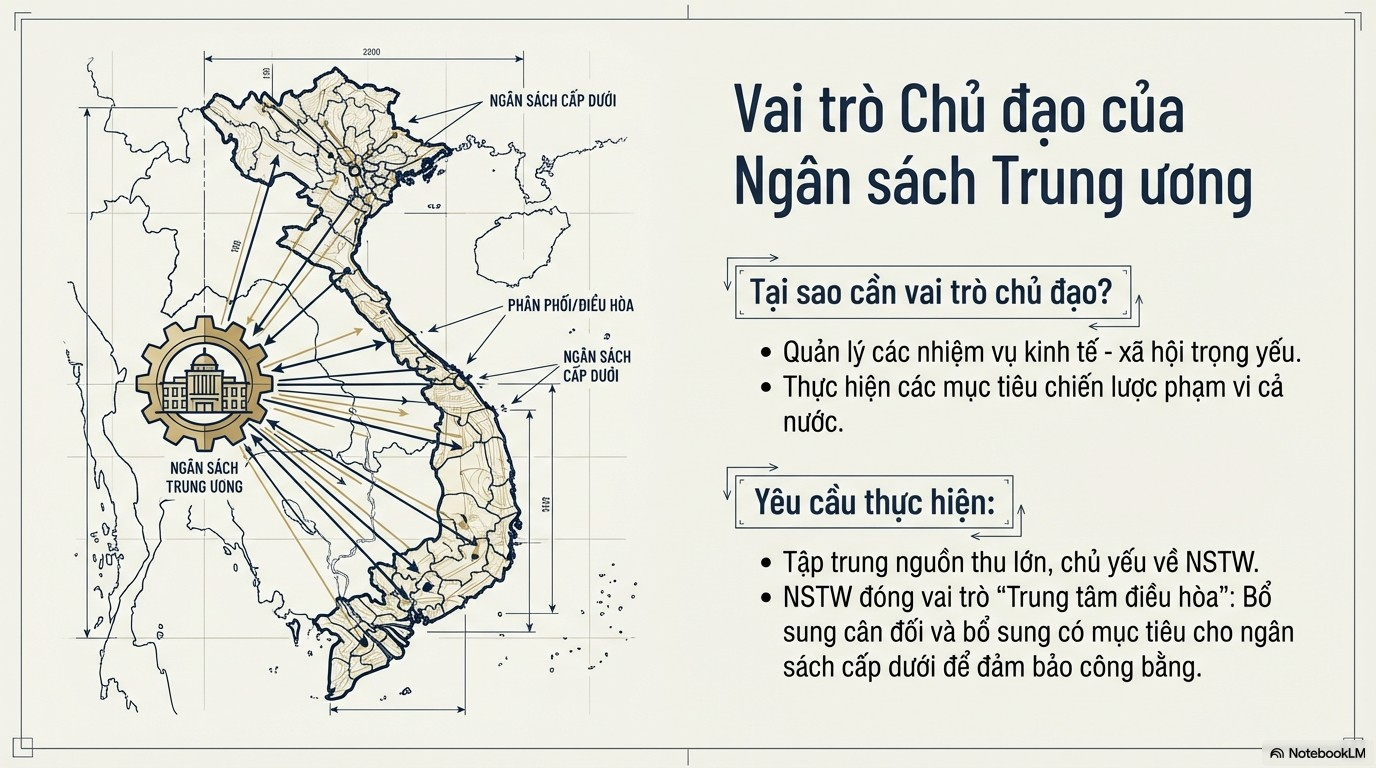 2200
150
NGÂN SÁCH CẤP DƯỚI
100
PHÂN PHỐI/ĐIỀU HÒA
NGÂN SÁCH
CẤP DƯỚI
NGÂN SÁCH
TRUNG ƯƠNG
Vai trò Chủ đạo của
Ngân sách Trung ương
Tại sao cần vai trò chủ đạo?
• Quản lý các nhiệm vụ kinh tế - xã hội trọng yếu.
• Thực hiện các mục tiêu chiến lược phạm vi cả
nước.
Yêu cầu thực hiện:
• Tập trung nguồn thu lớn, chủ yếu về NSTW.
• NSTW đóng vai trò “Trung tâm điều hòa”: Bổ
sung cân đối và bổ sung có mục tiêu cho ngân
sách cấp dưới để đảm bảo công bằng.
NotebookLM